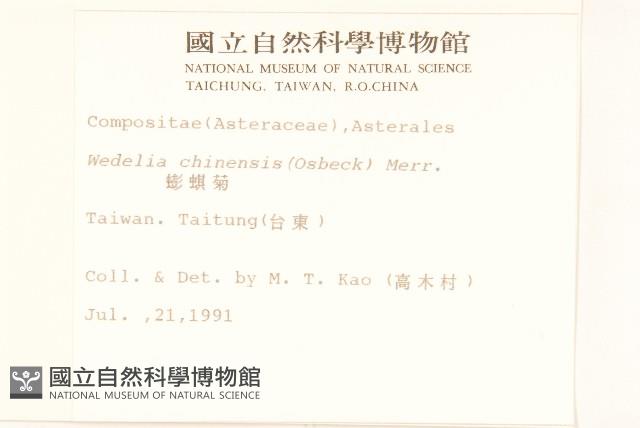 國立自然科學博物館
NATIONAL MUSEUM OF NATURAL SCIENCE
TAICHUNG, TAIWAN, R.O.CHINA
Compositae(Asteraceae),Asterales
Wedelia chinensis(Osbeck) Merr.
蟛蜞菊
Taiwan. Taitung(台東)
Coll. & Det. by M. T. Kao (高木村)
Jul. ,21,1991
國立自然科學博物館
NATIONAL MUSEUM OF NATURAL SCIENCE